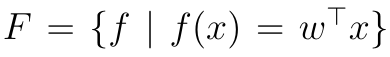 F = {f | f(x) = w⊤x}